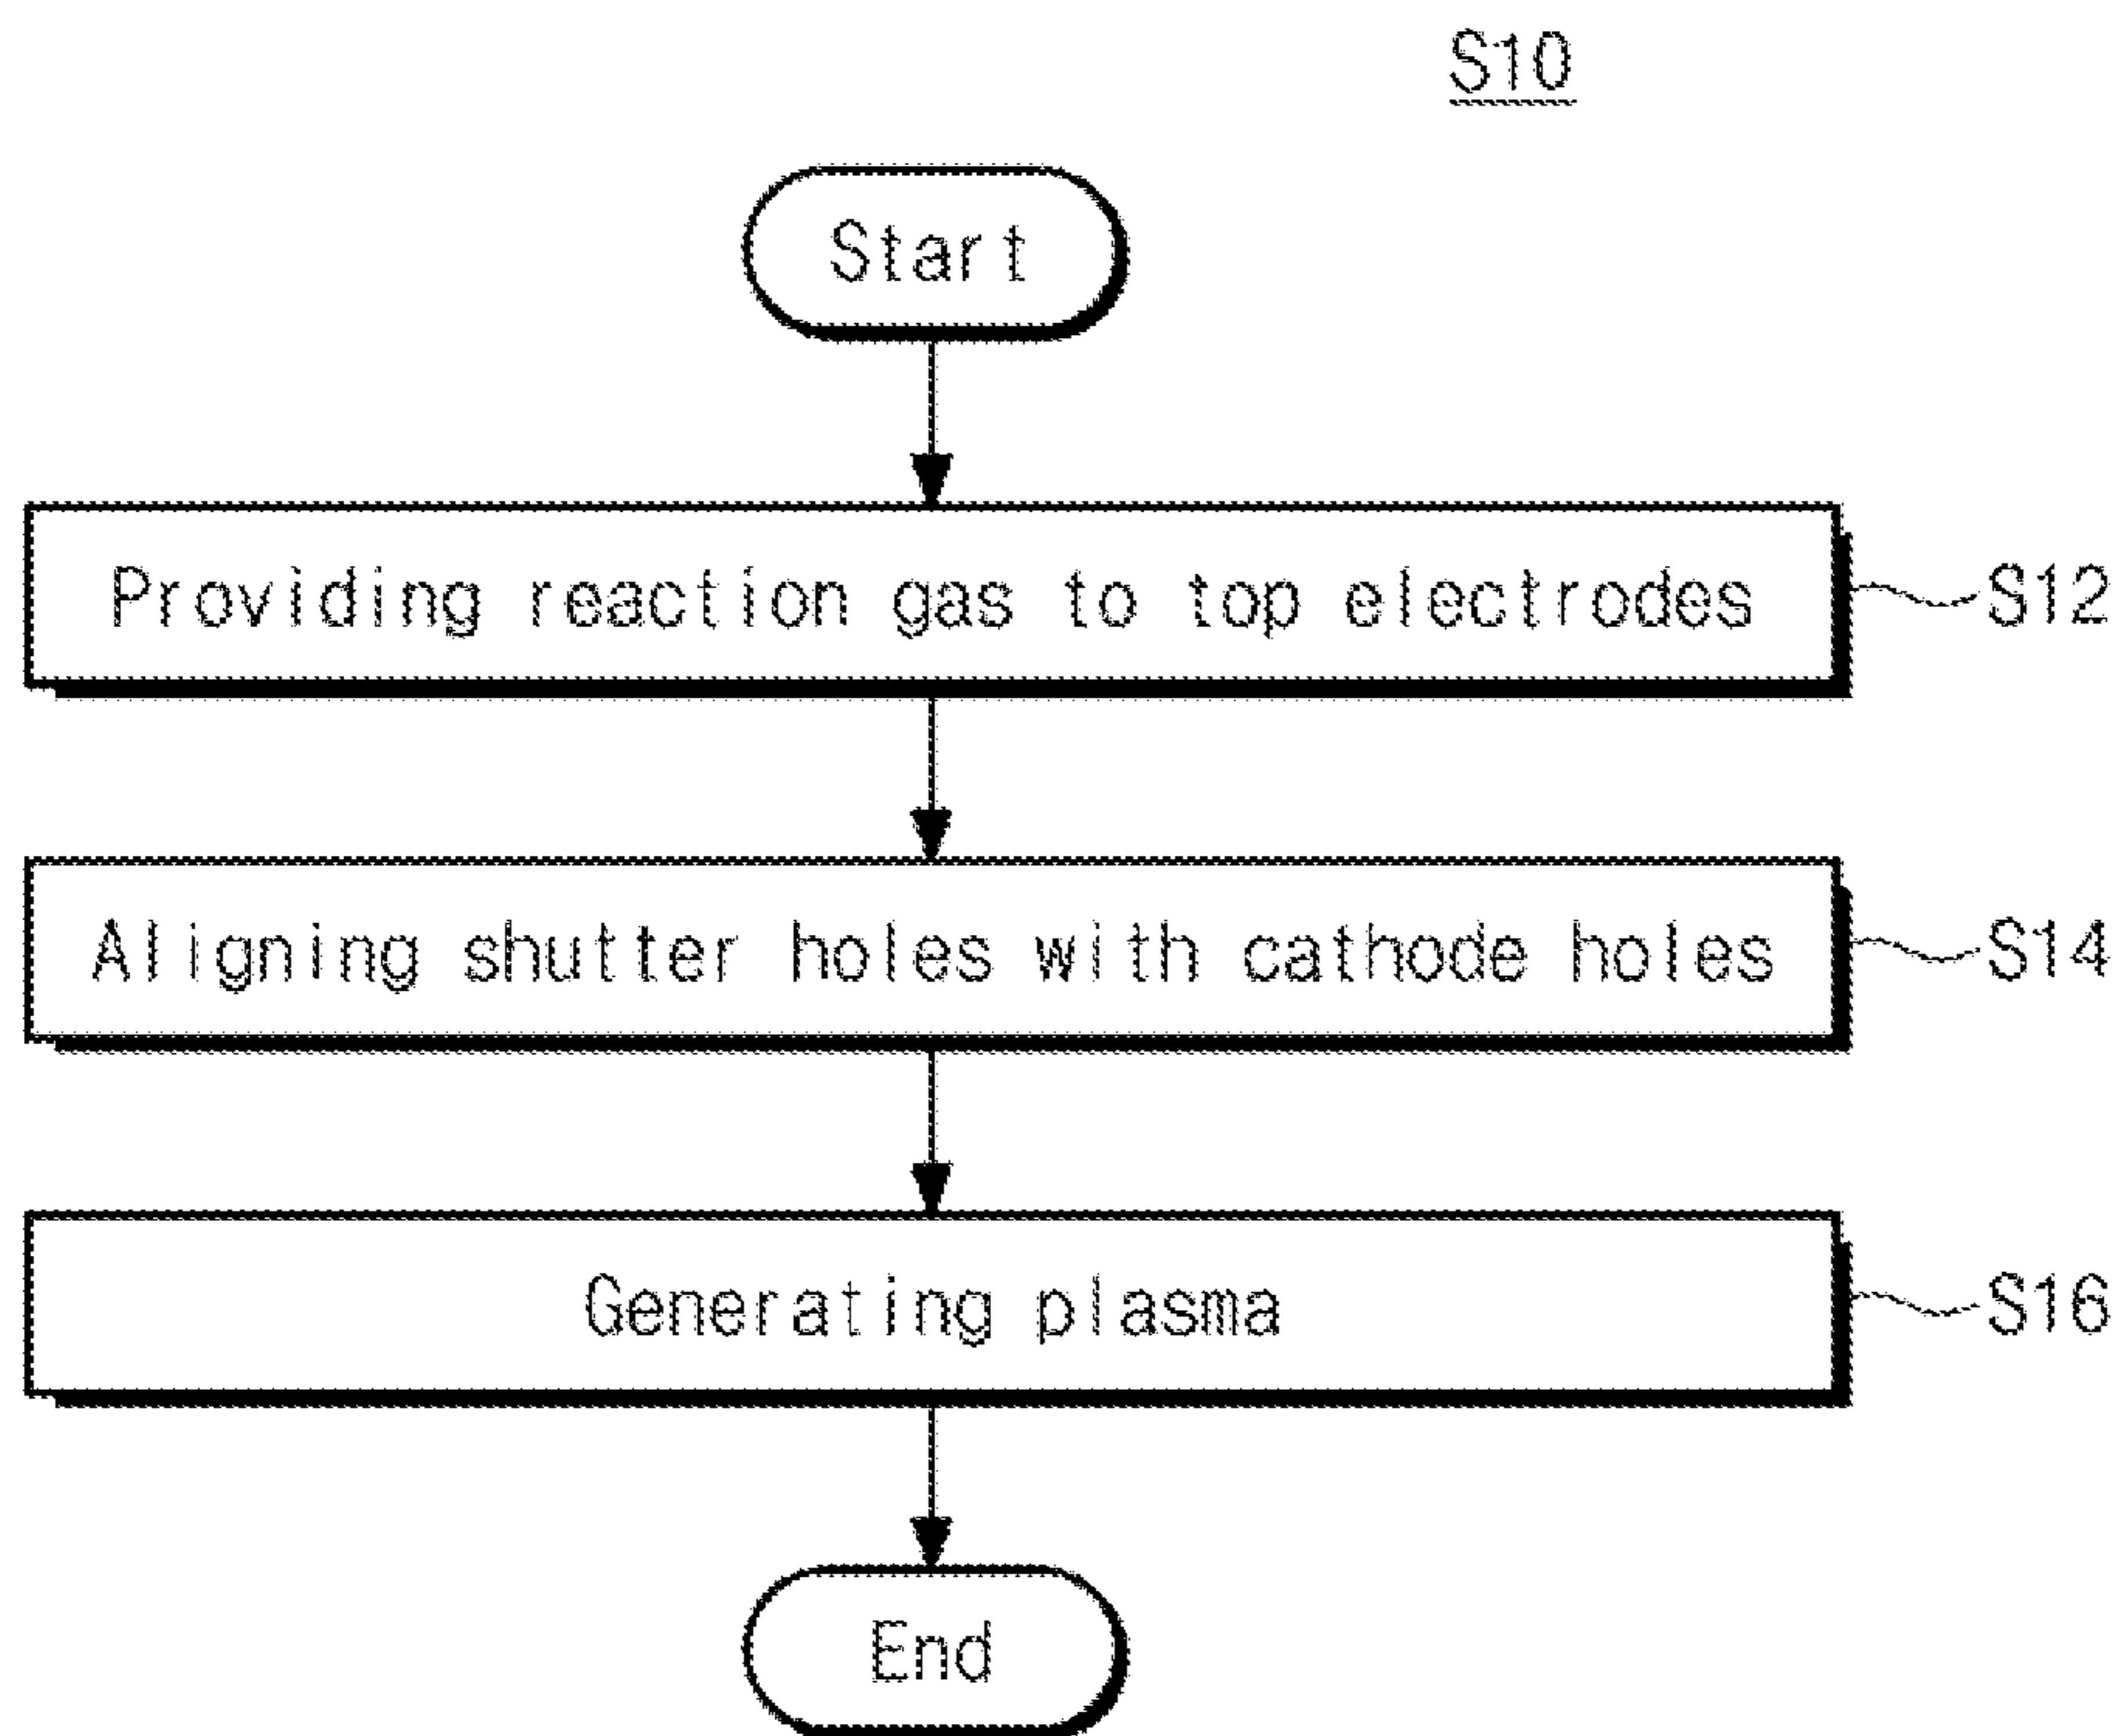 S10
Start
Providing reaction gas to top electrodes
S12
Aligning shutter holes with cathode holes
S14
Generating plasma
S16
End